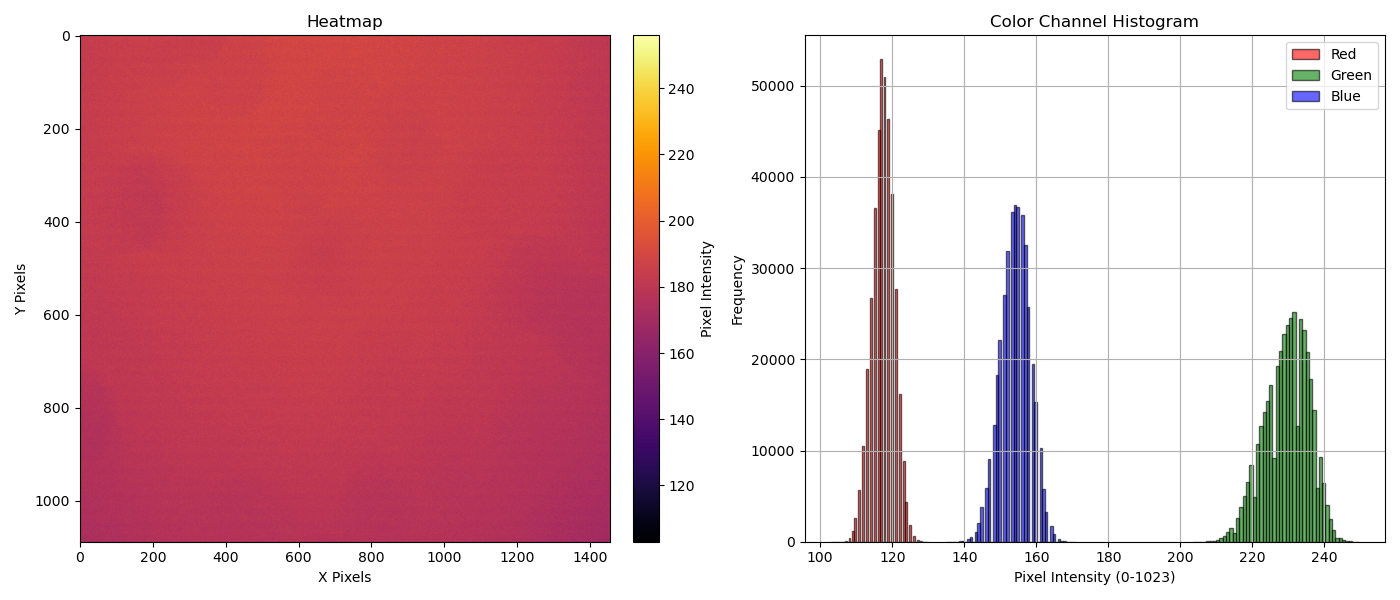 Heatmap
0
200
400
600
800
1000
0 200 400 600 800 1000 1200 1400
Y Pixels
X Pixels
240
220
200
180
160
140
120
Pixel Intensity
Color Channel Histogram
Red
Green
Blue
50000
40000
30000
20000
10000
0
100 120 140 160 180 200 220 240
Frequency
Pixel Intensity (0-1023)